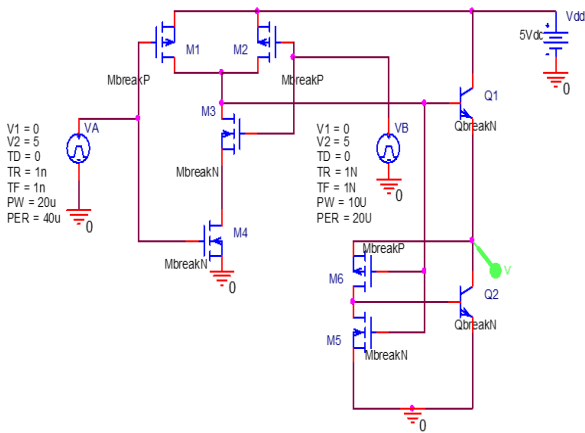 Vdd
5Vdc
0
M1
M2
MbreakP
MbreakP
M3
Q1
QbreakN
VA
V1 = 0
V2 = 5
TD = 0
TR = 1n
TF = 1n
PW = 20u
PER = 40u
0
MbreakN
V1 = 0
V2 = 5
TD = 0
TR = 1N
TF = 1N
PW = 10U
PER = 20U
VB
0
M4
MbreakN
0
MbreakP
M6
V
Q2
QbreakN
M5
MbreakN
0